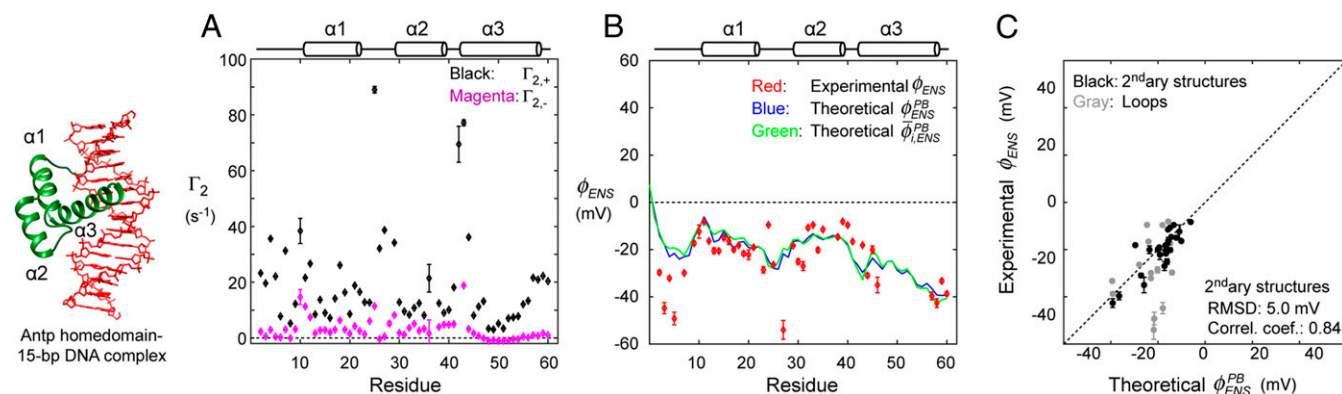 α1
α2
α3
Antp homedomain-
15-bp DNA complex
A
α1 α2 α3
Black: Γ2,+
Magenta: Γ2,-
Γ2
(s-1)
100
80
60
40
20
0
0 10 20 30 40 50 60
Residue
B
α1 α2 α3
Red: Experimental ϕENS
Blue: Theoretical ϕPBENS
Green: Theoretical ϕ̅PBi,ENS
ϕENS
(mV)
60
40
20
0
-20
-40
-60
0 10 20 30 40 50 60
Residue
C
Black: 2ndary structures
Gray: Loops
Experimental ϕENS (mV)
40
20
0
-20
-40
2ndary structures
RMSD: 5.0 mV
Correl. coef.: 0.84
-40 -20 0 20 40
Theoretical ϕPBENS (mV)